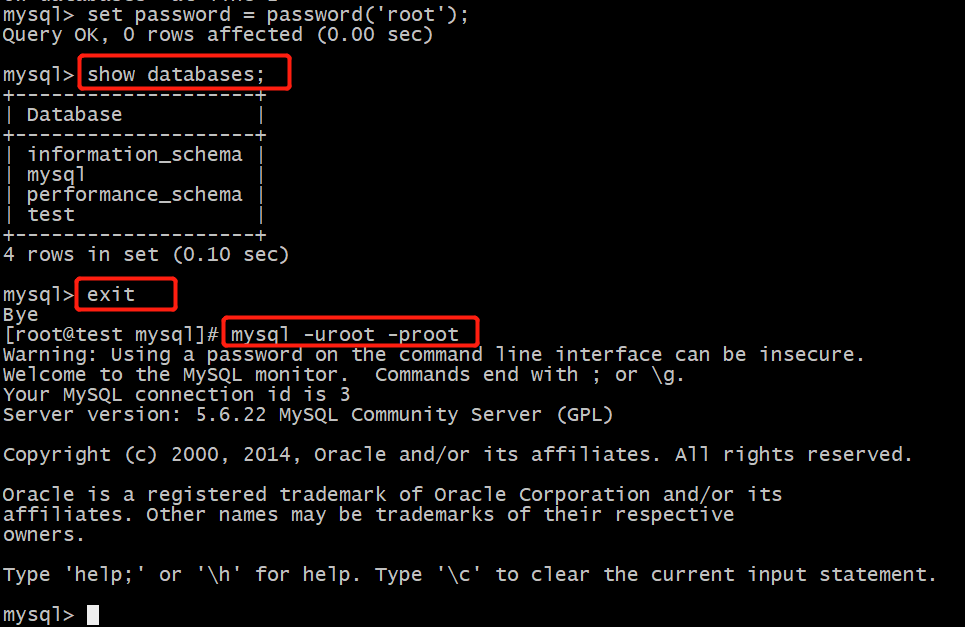 mysql> set password = password('root');
Query OK, 0 rows affected (0.00 sec)
mysql> show databases;
+--------------------+
| Database           |
+--------------------+
| information_schema |
| mysql              |
| performance_schema |
| test               |
+--------------------+
4 rows in set (0.10 sec)
mysql> exit
Bye
[root@test mysql]# mysql -uroot -proot
Warning: Using a password on the command line interface can be insecure.
Welcome to the MySQL monitor.  Commands end with ; or \g.
Your MySQL connection id is 3
Server version: 5.6.22 MySQL Community Server (GPL)
Copyright (c) 2000, 2014, Oracle and/or its affiliates. All rights reserved.
Oracle is a registered trademark of Oracle Corporation and/or its
affiliates. Other names may be trademarks of their respective
owners.
Type 'help;' or '\h' for help. Type '\c' to clear the current input statement.
mysql>